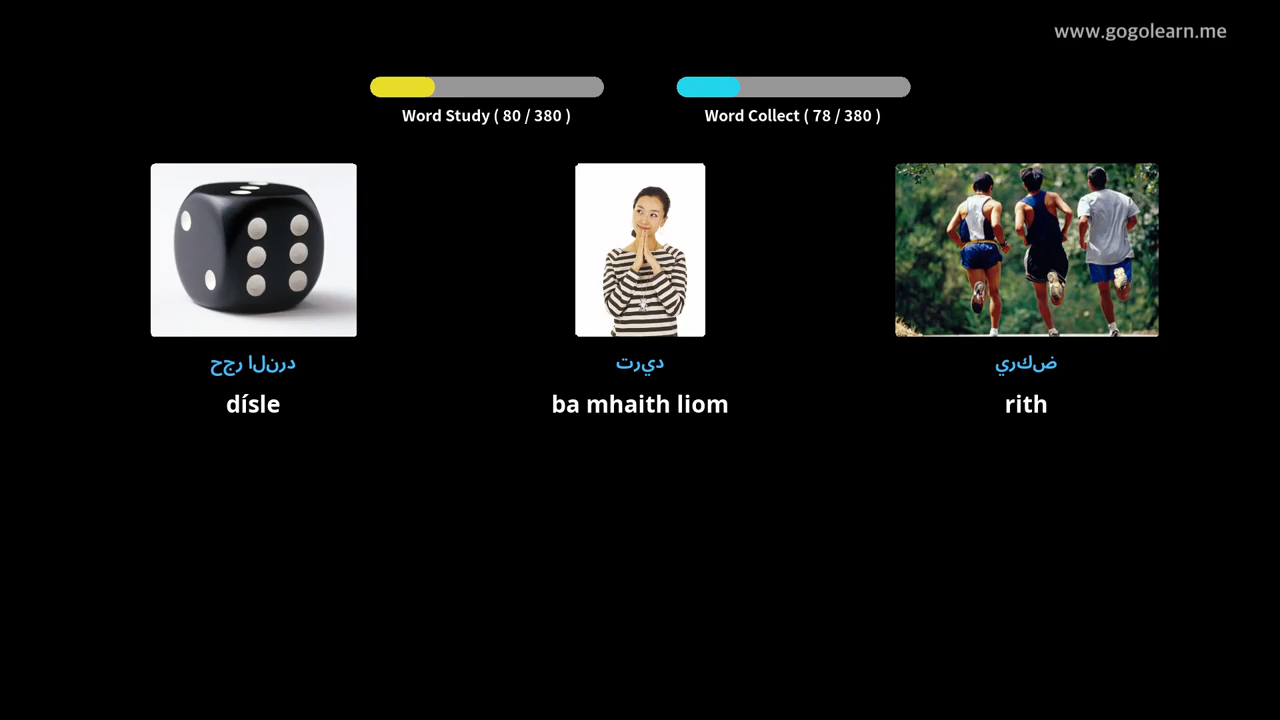 www.gogolearn.me
Word Study ( 80 / 380 )
Word Collect ( 78 / 380 )
حجر النرد
تريد
يركض
dísle
ba mhaith liom
rith